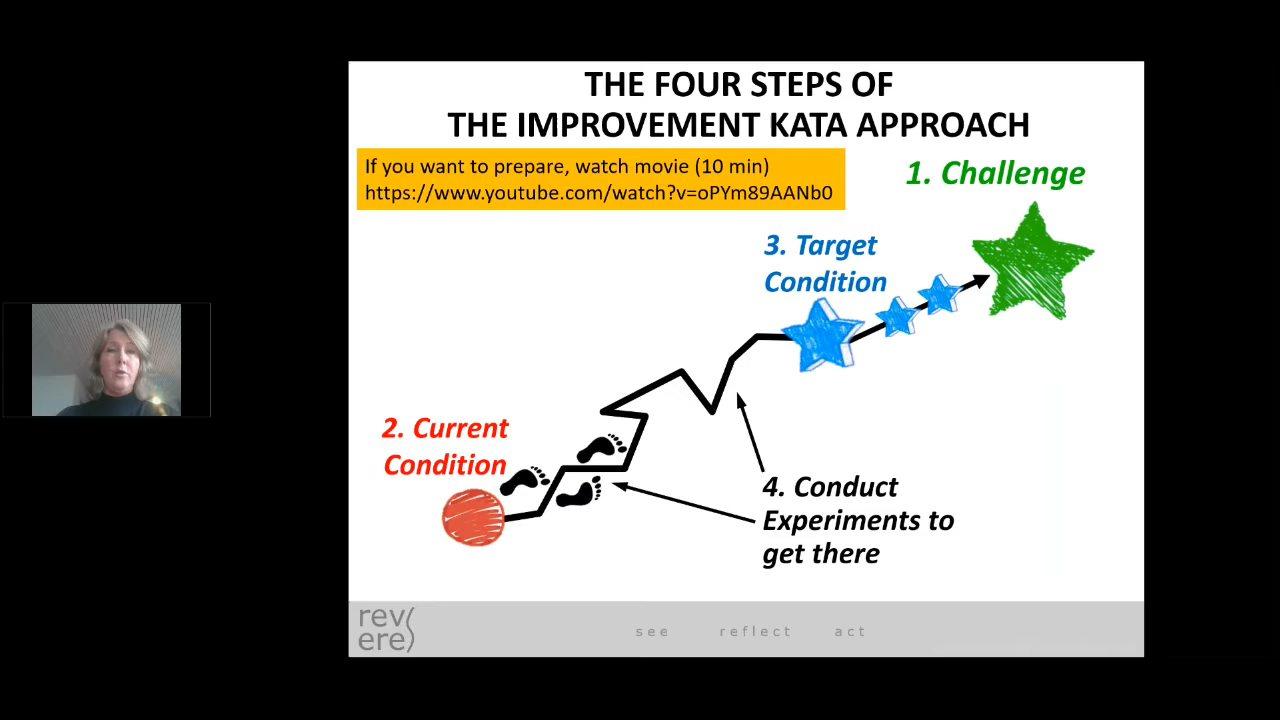 THE FOUR STEPS OF
THE IMPROVEMENT KATA APPROACH
If you want to prepare, watch movie (10 min)
https://www.youtube.com/watch?v=oPYm89AANb0
1. Challenge
3. Target
Condition
2. Current
Condition
4. Conduct
Experiments to
get there
rev(
ere)
see reflect act